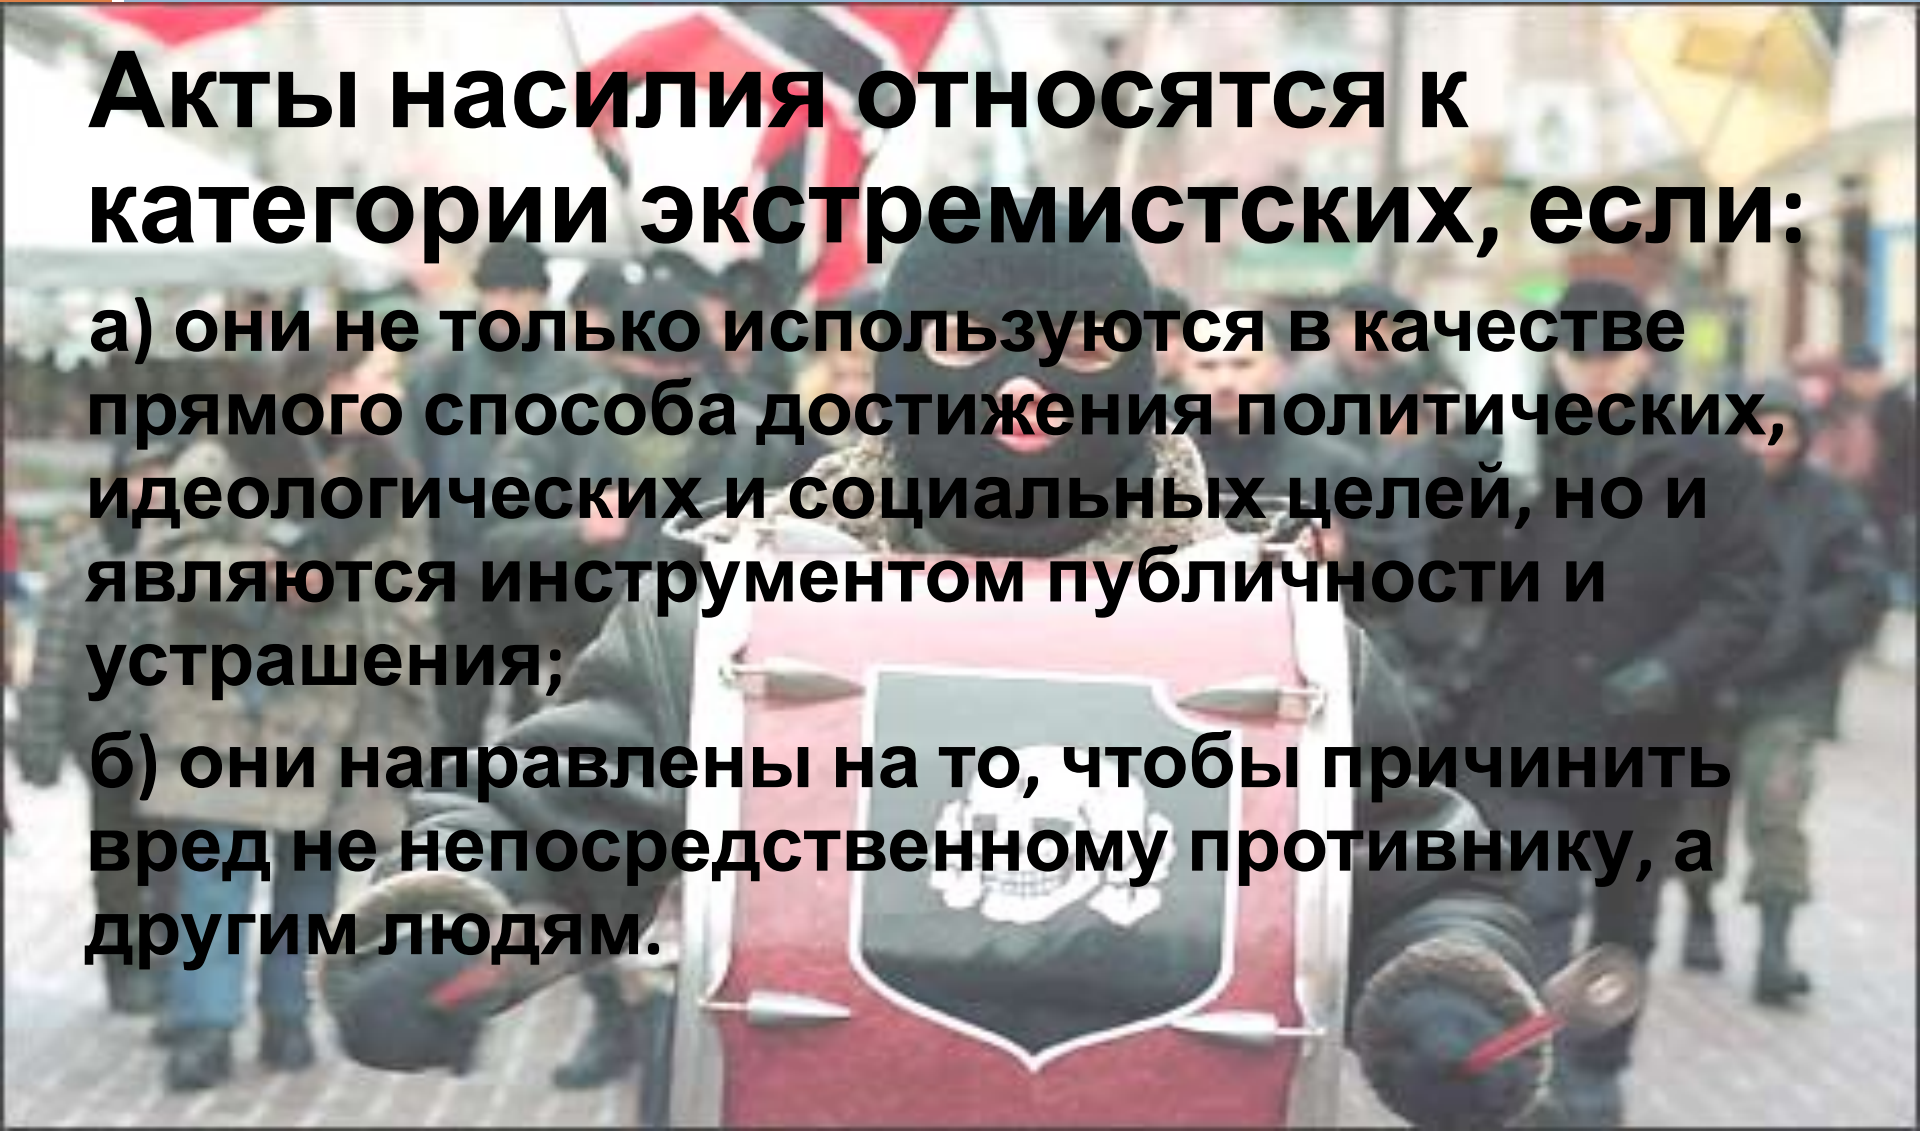 Акты насилия относятся к
категории экстремистских, если:
а) они не только используются в качестве
прямого способа достижения политических,
идеологических и социальных целей, но и
являются инструментом публичности и
устрашения;
б) они направлены на то, чтобы причинить
вред не непосредственному противнику, а
другим людям.